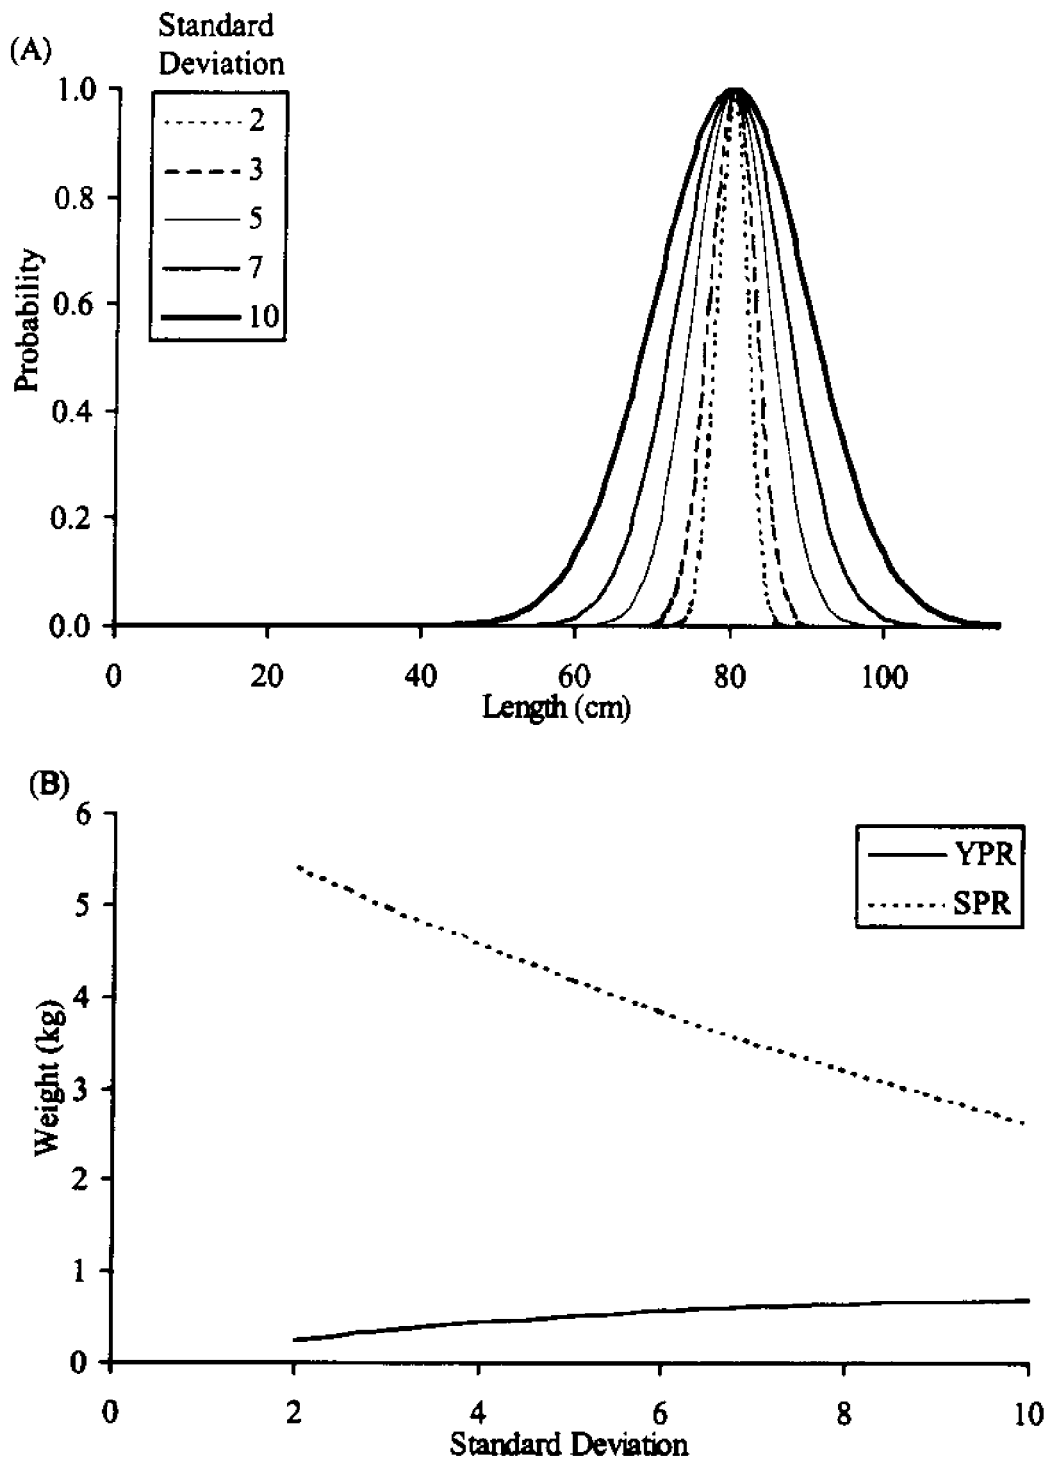 (A)
Standard
Deviation
2
3
5
7
10
1.0
0.8
0.6
0.4
0.2
0.0
Probability
0 20 40 60 80 100
Length (cm)
(B)
6
5
4
3
2
1
0
Weight (kg)
YPR
SPR
0 2 4 6 8 10
Standard Deviation